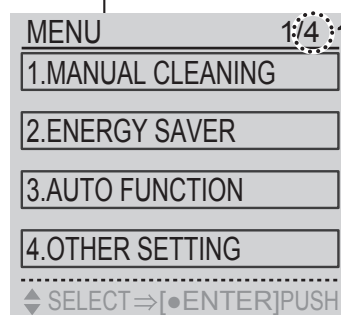 MENU 1/4
1.MANUAL CLEANING
2.ENERGY SAVER
3.AUTO FUNCTION
4.OTHER SETTING
◆ SELECT⇒[●ENTER]PUSH